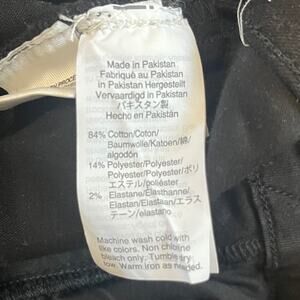 Made in Pakistan
Fabriqué au Pakistan
in Pakistan Hergestellt
Vervaardigd in Pakistan
パキスタン製
Hecho en Pakistán
84% Cotton/Coton/
Baumwolle/Katoen/綿/
algodón
14% Polyester/Polyester/ポリ
エステル/poliéster
2% Elastane/Élasthanne/
Elastan/Elastaan/エラス
テーン/elastano
Machine wash cold with
like colors. Non chlorine
bleach only. Tumble dry
low. Warm iron as needed.